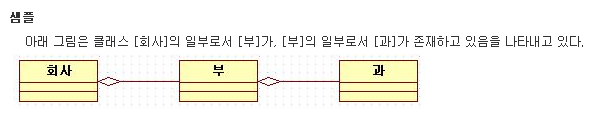 샘플
아래 그림은 클래스 [회사]의 일부로서 [부]가, [부]의 일부로서 [과]가 존재하고 있음을 나타내고 있다.
회사 부 과